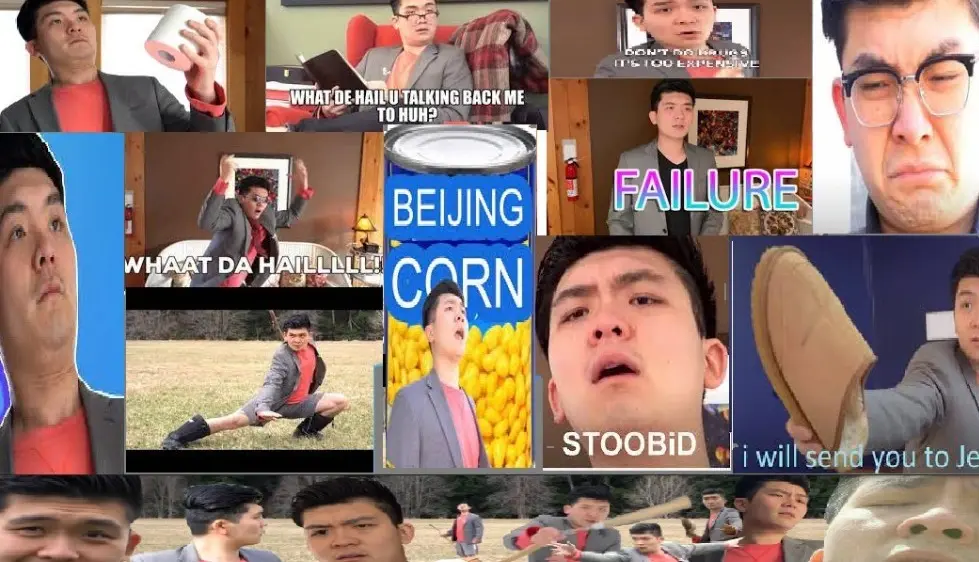 DON'T DO DRUGS
IT'S TOO EXPENSIVE
WHAT DE HAIL U TALKING BACK ME
TO HUH?
FAILURE
BEIJING
WHAAT DA HAILLLLL!!
CORN
STOOBiD
i will send you to Je